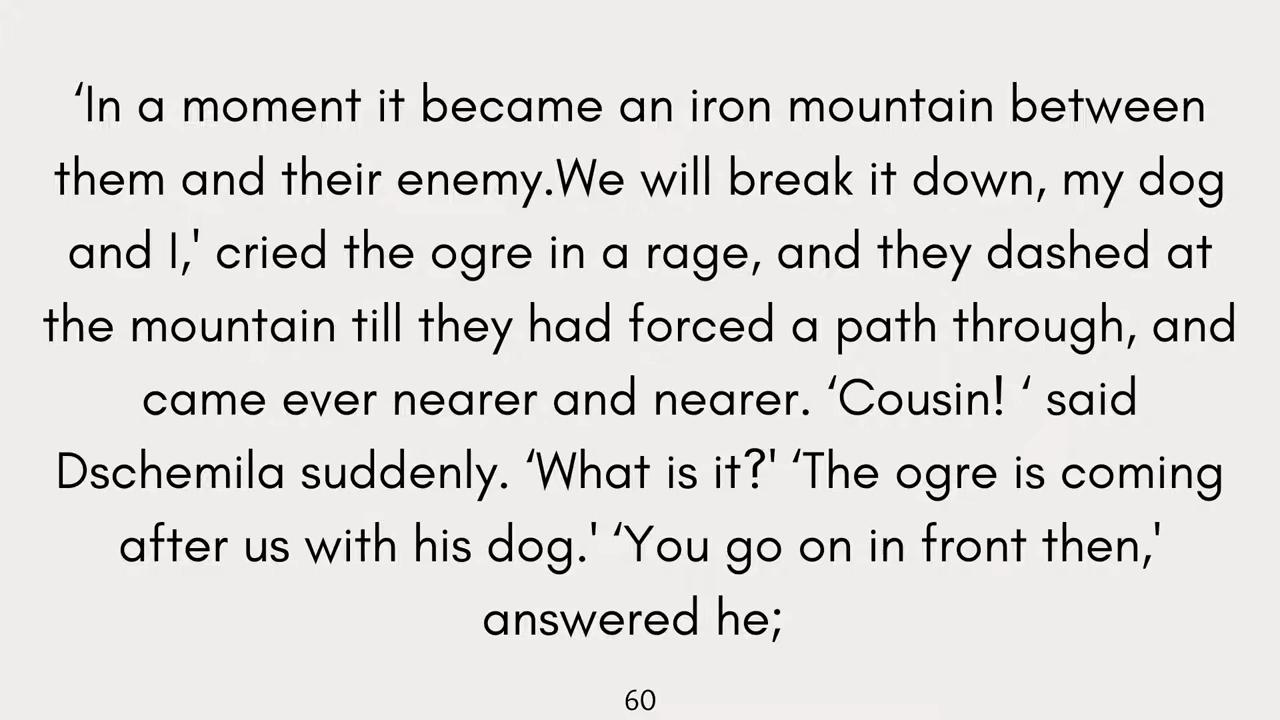 ‘In a moment it became an iron mountain between
them and their enemy.We will break it down, my dog
and I,' cried the ogre in a rage, and they dashed at
the mountain till they had forced a path through, and
came ever nearer and nearer. ‘Cousin! ‘ said
Dschemila suddenly. ‘What is it?' ‘The ogre is coming
after us with his dog.' ‘You go on in front then,'
answered he;
60